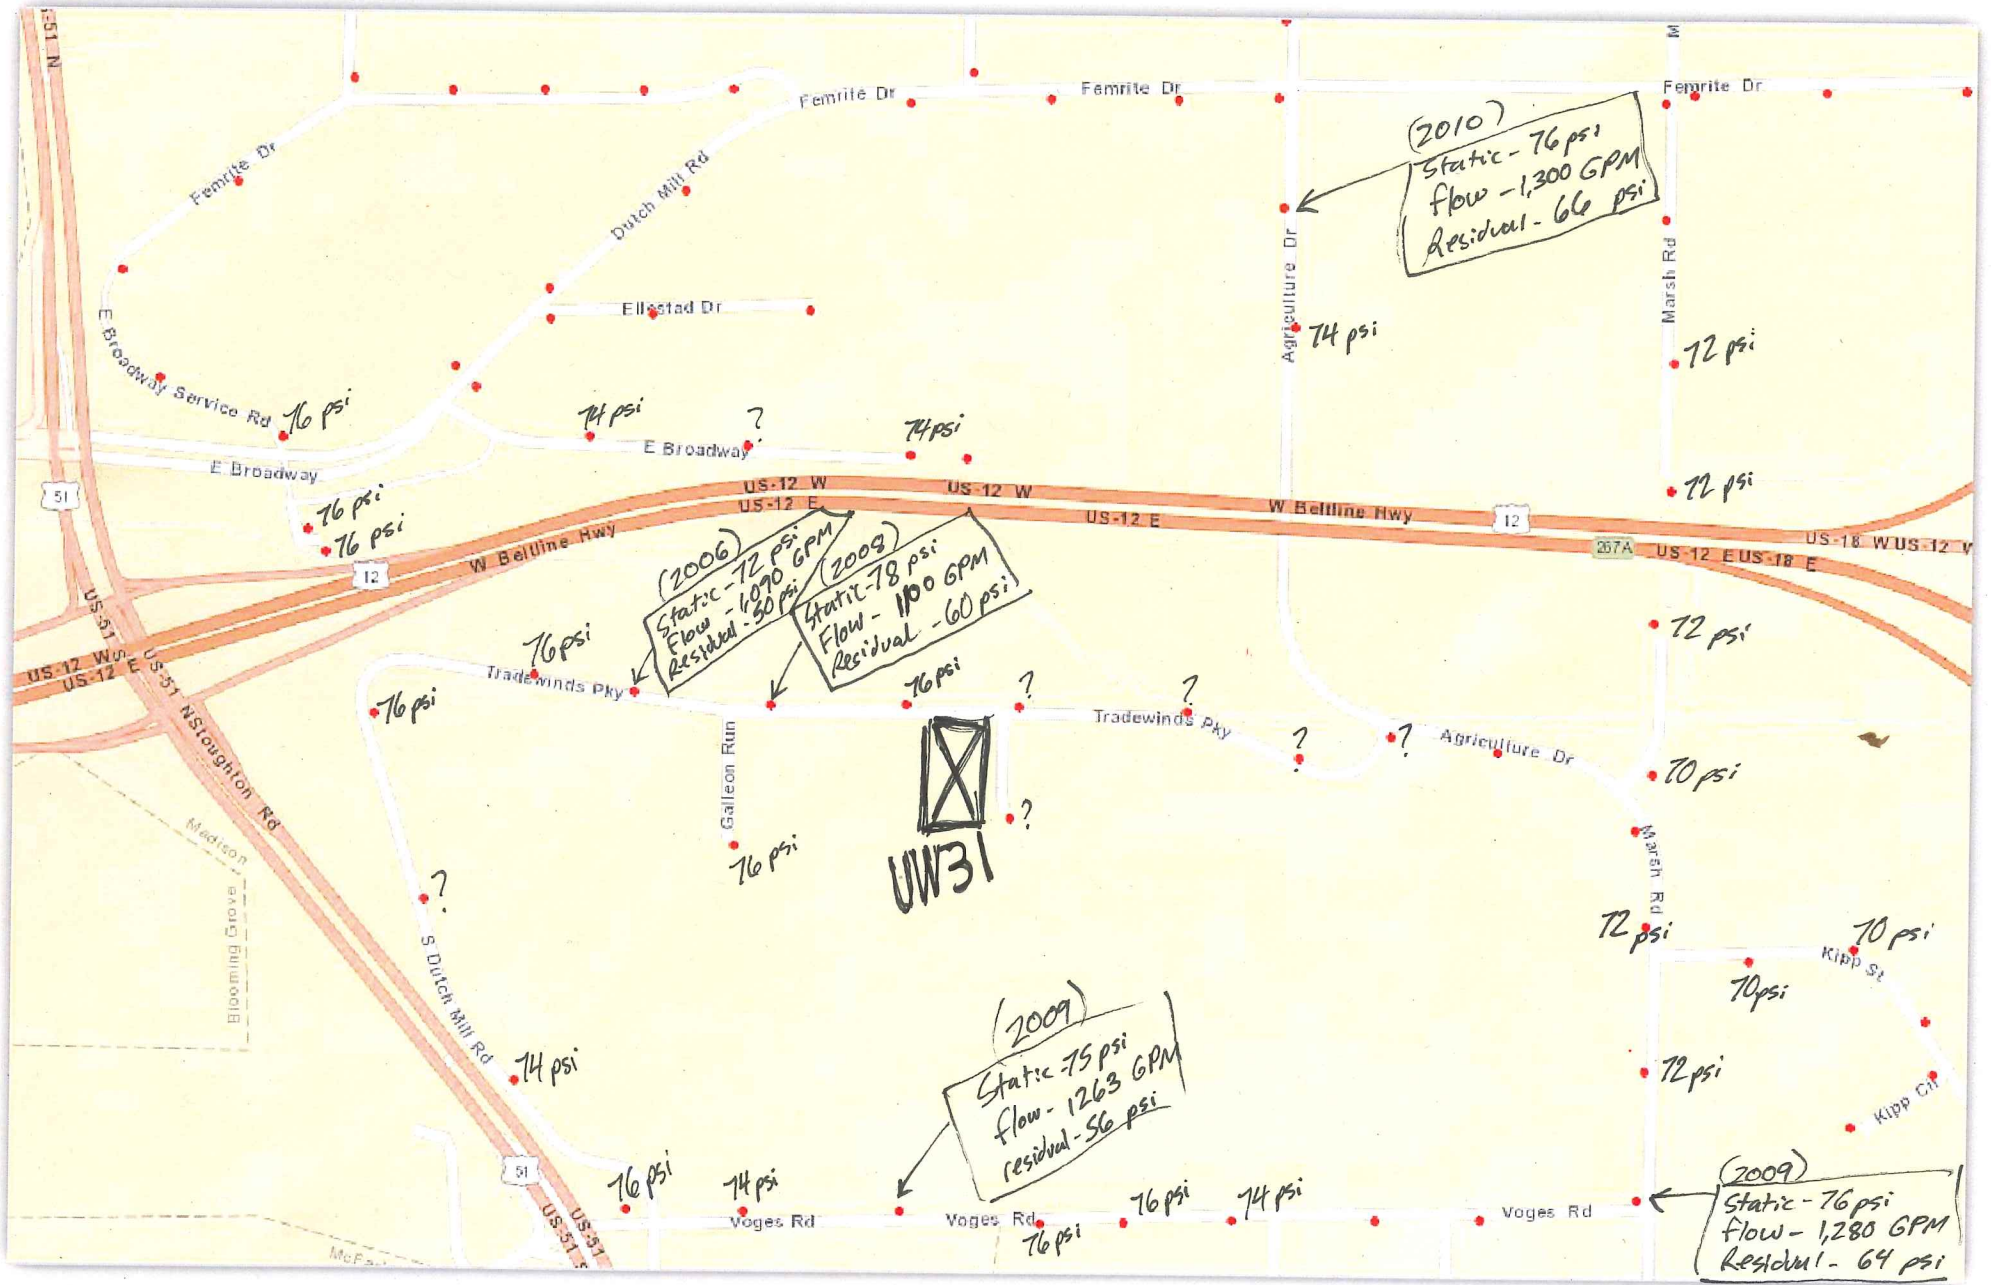 -51 N
M
Femrite Dr
Femrite Dr
Femrite Dr
(2010)
Static - 76 psi
flow - 1,300 GPM
Residual - 66 psi
Femrite Dr
Dutch Mill Rd
Agriculture Dr
Marsh Rd
Ellestad Dr
74 psi
72 psi
E Broadway Service Rd
76 psi
74 psi
?
74 psi
E Broadway
E Broadway
US-12 W
US-12 W
72 psi
51
US-12 E
US-12 E
W Beltline Hwy
12
76 psi
76 psi
W Beltline Hwy
267A
US-12 E
US-18 E
US-18 W
US-12 W
12
(2006)
Static - 72 psi
Flow - 1,090 GPM
Residual - 50 psi
(2008)
Static - 78 psi
Flow - 1100 GPM
Residual - 60 psi
US-51 S
US-12 W
US-12 E
US-51 N
Stoughton Rd
72 psi
76 psi
Tradewinds Pky
76 psi
76 psi
?
?
Tradewinds Pky
?
?
Agriculture Dr
70 psi
Galleon Run
?
76 psi
UW31
Madison
Blooming Grove
?
S Dutch Mill Rd
Marsh Rd
72 psi
70 psi
Kipp St
70 psi
(2009)
Static - 75 psi
flow - 1263 GPM
residual - 56 psi
74 psi
72 psi
Kipp Cir
51
76 psi
74 psi
76 psi
74 psi
Voges Rd
Voges Rd
76 psi
Voges Rd
(2009)
Static - 76 psi
flow - 1,280 GPM
Residual - 64 psi
US-51 S
US-51